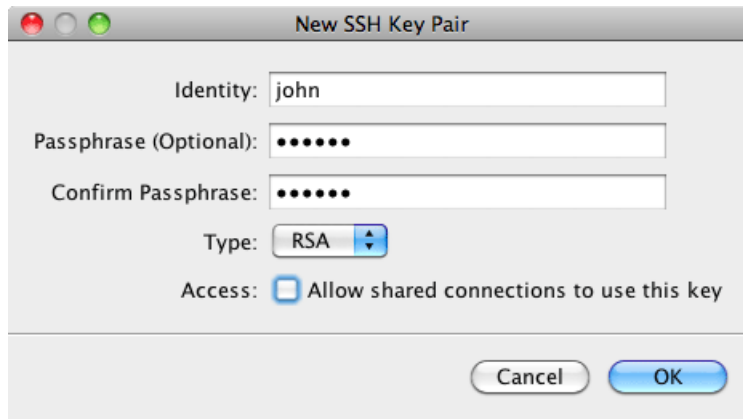 New SSH Key Pair
Identity: john
Passphrase (Optional): ••••••
Confirm Passphrase: ••••••
Type: RSA
Access: Allow shared connections to use this key
Cancel OK